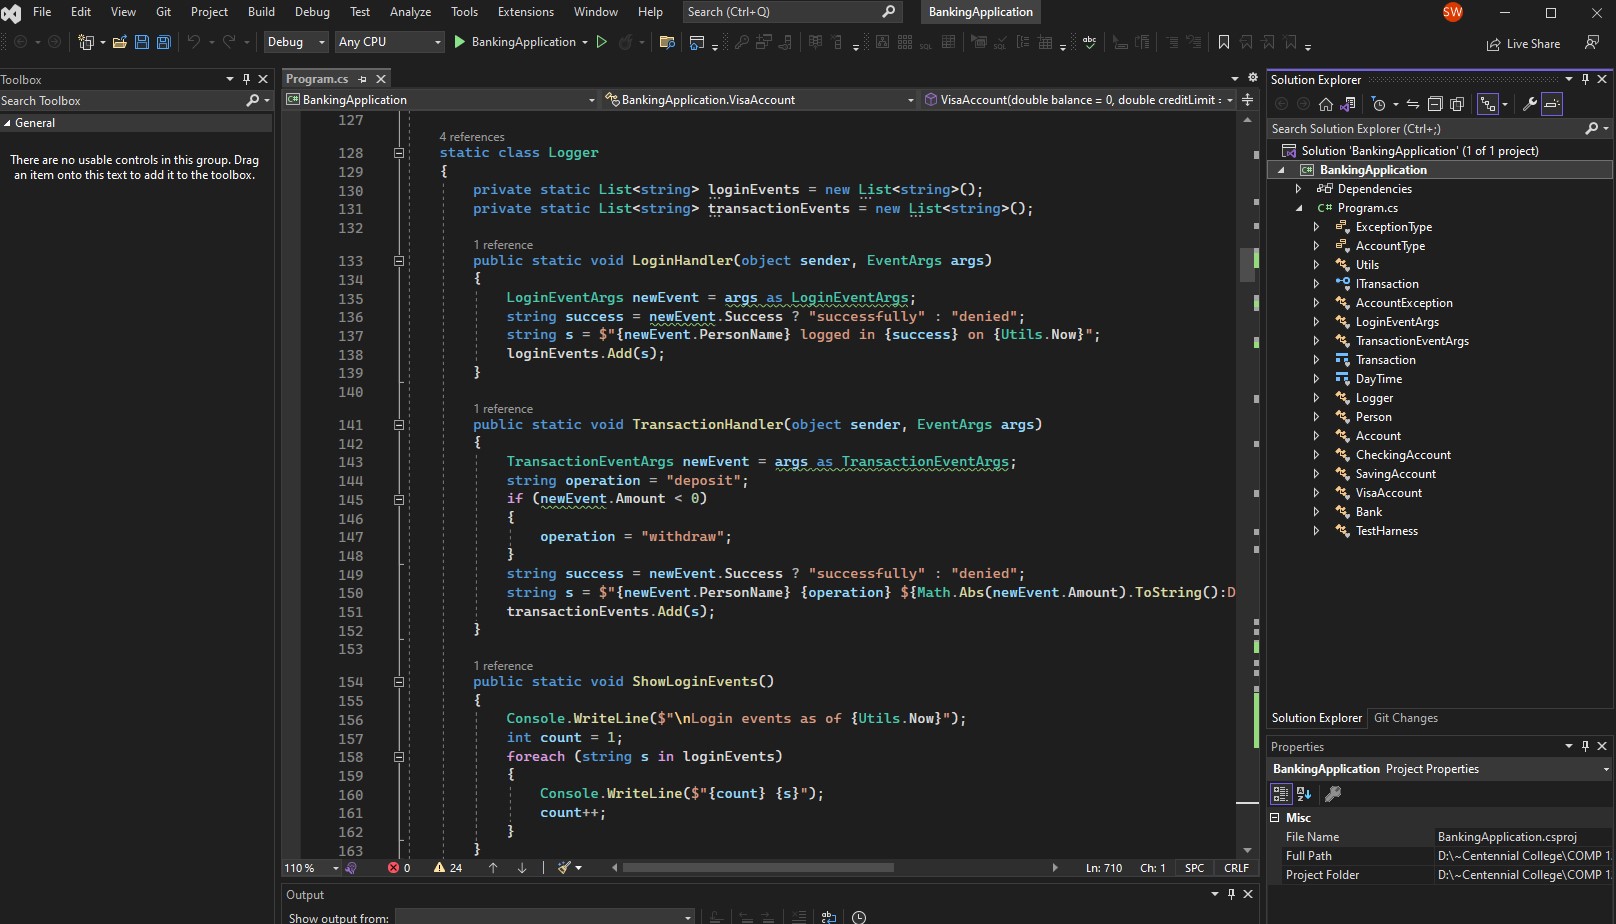 File Edit View Git Project Build Debug Test Analyze Tools Extensions Window Help Search (Ctrl+Q) BankingApplication SW
Debug Any CPU BankingApplication Live Share
Toolbox
Search Toolbox
General
There are no usable controls in this group. Drag
an item onto this text to add it to the toolbox.
Program.cs
BankingApplication BankingApplication.VisaAccount VisaAccount(double balance = 0, double creditLimit :
127
4 references
128 static class Logger
129 {
130 private static List<string> loginEvents = new List<string>();
131 private static List<string> transactionEvents = new List<string>();
132
1 reference
133 public static void LoginHandler(object sender, EventArgs args)
134 {
135 LoginEventArgs newEvent = args as LoginEventArgs;
136 string success = newEvent.Success ? "successfully" : "denied";
137 string s = $"{newEvent.PersonName} logged in {success} on {Utils.Now}";
138 loginEvents.Add(s);
139 }
140
1 reference
141 public static void TransactionHandler(object sender, EventArgs args)
142 {
143 TransactionEventArgs newEvent = args as TransactionEventArgs;
144 string operation = "deposit";
145 if (newEvent.Amount < 0)
146 {
147 operation = "withdraw";
148 }
149 string success = newEvent.Success ? "successfully" : "denied";
150 string s = $"{newEvent.PersonName} {operation} ${Math.Abs(newEvent.Amount).ToString():D
151 transactionEvents.Add(s);
152 }
153
1 reference
154 public static void ShowLoginEvents()
155 {
156 Console.WriteLine($"\nLogin events as of {Utils.Now}");
157 int count = 1;
158 foreach (string s in loginEvents)
159 {
160 Console.WriteLine($"{count} {s}");
161 count++;
162 }
163 }
110 % 0 24 Ln: 710 Ch: 1 SPC CRLF
Output
Show output from:
Solution Explorer
Search Solution Explorer (Ctrl+;)
Solution 'BankingApplication' (1 of 1 project)
C# BankingApplication
Dependencies
C# Program.cs
ExceptionType
AccountType
Utils
ITransaction
AccountException
LoginEventArgs
TransactionEventArgs
Transaction
DayTime
Logger
Person
Account
CheckingAccount
SavingAccount
VisaAccount
Bank
TestHarness
Solution Explorer Git Changes
Properties
BankingApplication Project Properties
Misc
File Name BankingApplication.csproj
Full Path D:\~Centennial College\COMP 1
Project Folder D:\~Centennial College\COMP 1